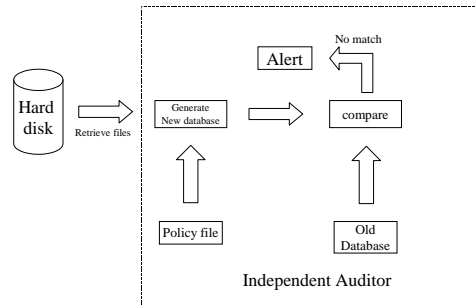 No match
Alert
Hard
disk
Retrieve files
Generate
New database
compare
Policy file
Old
Database
Independent Auditor